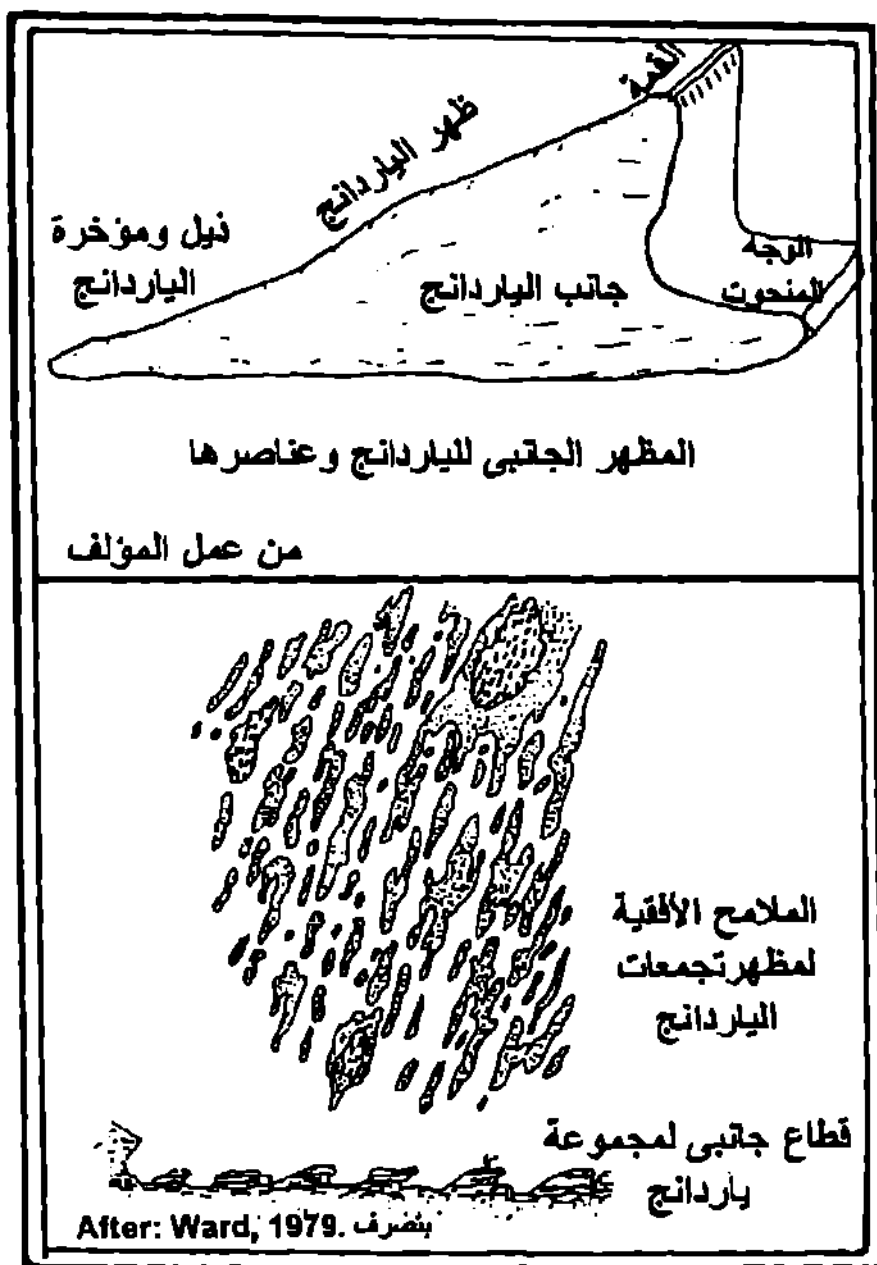 القمة
ظهر الياردانج
ذيل ومؤخرة
الياردانج
جانب الياردانج
الوجه
المنحوت
المظهر الجانبى للياردانج وعناصرها
من عمل المؤلف
الملامح الأفقية
لمظهر تجمعات
الياردانج
قطاع جانبى لمجموعة
ياردانج
After: Ward, 1979. بتصرف